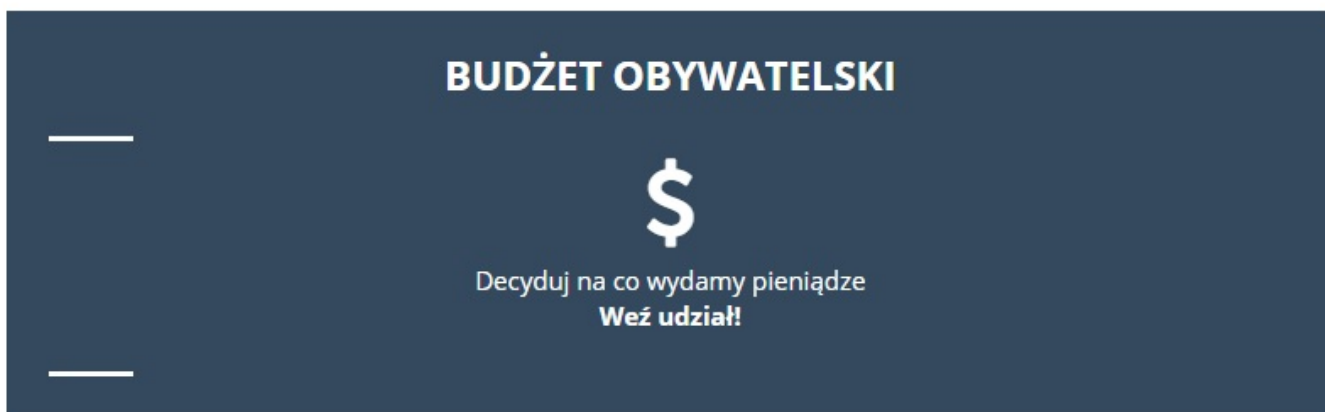 BUDŻET OBYWATELSKI
$
Decyduj na co wydamy pieniądze
Weź udział!